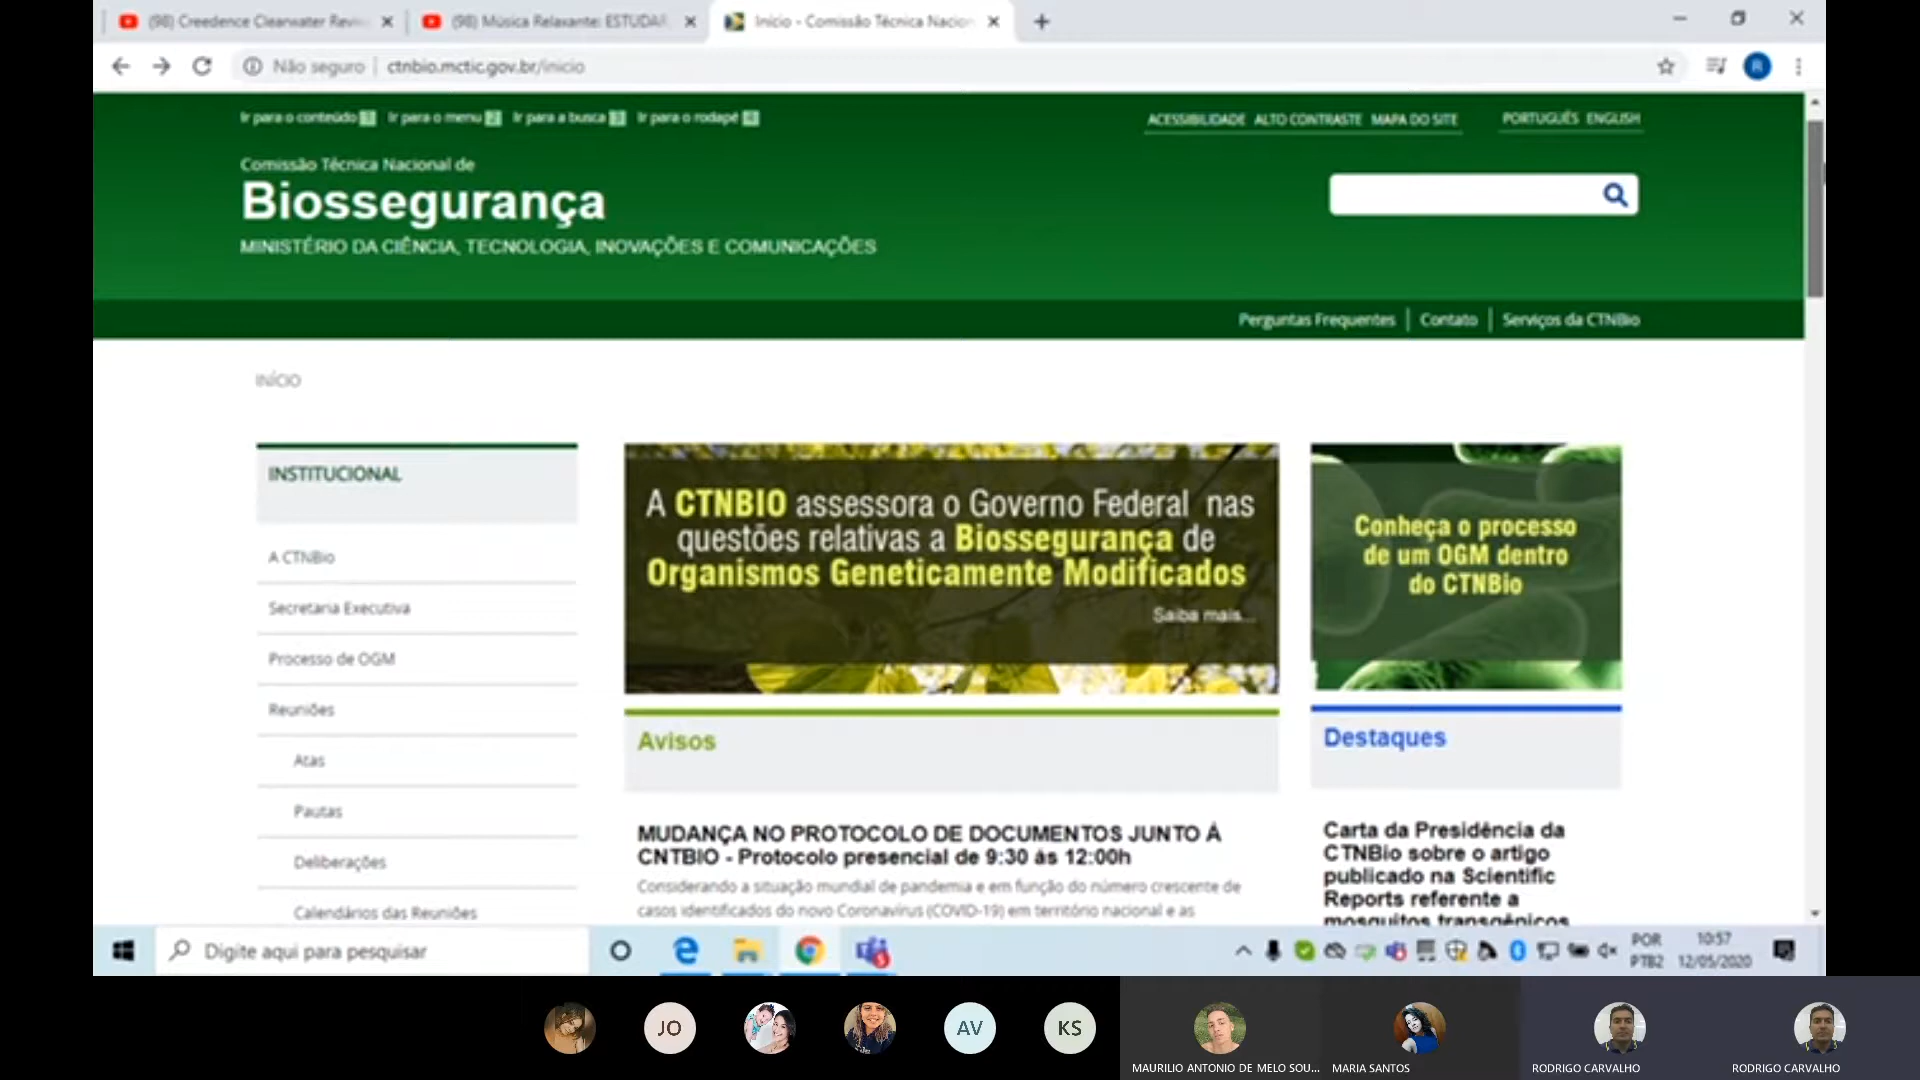 (98) Creedence Clearwater Reviv
(98) Música Relaxante: ESTUDAR
Início - Comissão Técnica Nacion
Não seguro
ctnbio.mctic.gov.br/inicio
R
Ir para o conteúdo 1 Ir para o menu 2 Ir para a busca 3 Ir para o rodapé 4
ACESSIBILIDADE ALTO CONTRASTE MAPA DO SITE
PORTUGUÊS ENGLISH
Comissão Técnica Nacional de
Biossegurança
MINISTÉRIO DA CIÊNCIA, TECNOLOGIA, INOVAÇÕES E COMUNICAÇÕES
Perguntas Frequentes | Contato | Serviços da CTNBio
INÍCIO
INSTITUCIONAL
A CTNBio
Secretaria Executiva
Processo de OGM
Reuniões
Atas
Pautas
Deliberações
Calendários das Reuniões
A CTNBIO assessora o Governo Federal nas
questões relativas a Biossegurança de
Organismos Geneticamente Modificados
Saiba mais...
Conheça o processo
de um OGM dentro
do CTNBio
Avisos
MUDANÇA NO PROTOCOLO DE DOCUMENTOS JUNTO À
CNTBIO - Protocolo presencial de 9:30 às 12:00h
Considerando a situação mundial de pandemia e em função do número crescente de
casos identificados do novo Coronavírus (COVID-19) em território nacional e as
Destaques
Carta da Presidência da
CTNBio sobre o artigo
publicado na Scientific
Reports referente a
mosquitos transgênicos
Digite aqui para pesquisar
POR
PTB2
10:57
12/05/2020
JO
AV
KS
MAURILIO ANTONIO DE MELO SOU...
MARIA SANTOS
RODRIGO CARVALHO
RODRIGO CARVALHO